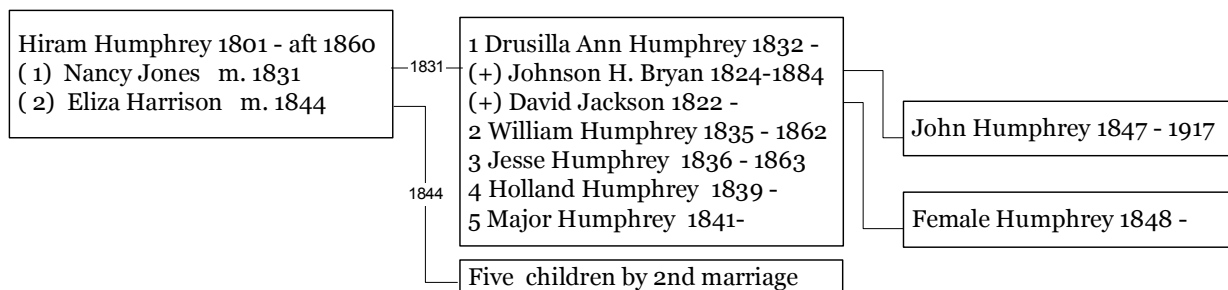 Hiram Humphrey 1801 - aft 1860
( 1) Nancy Jones m. 1831
( 2) Eliza Harrison m. 1844
1831
1844
1 Drusilla Ann Humphrey 1832 -
(+) Johnson H. Bryan 1824-1884
(+) David Jackson 1822 -
2 William Humphrey 1835 - 1862
3 Jesse Humphrey 1836 - 1863
4 Holland Humphrey 1839 -
5 Major Humphrey 1841-
Five children by 2nd marriage
John Humphrey 1847 - 1917
Female Humphrey 1848 -